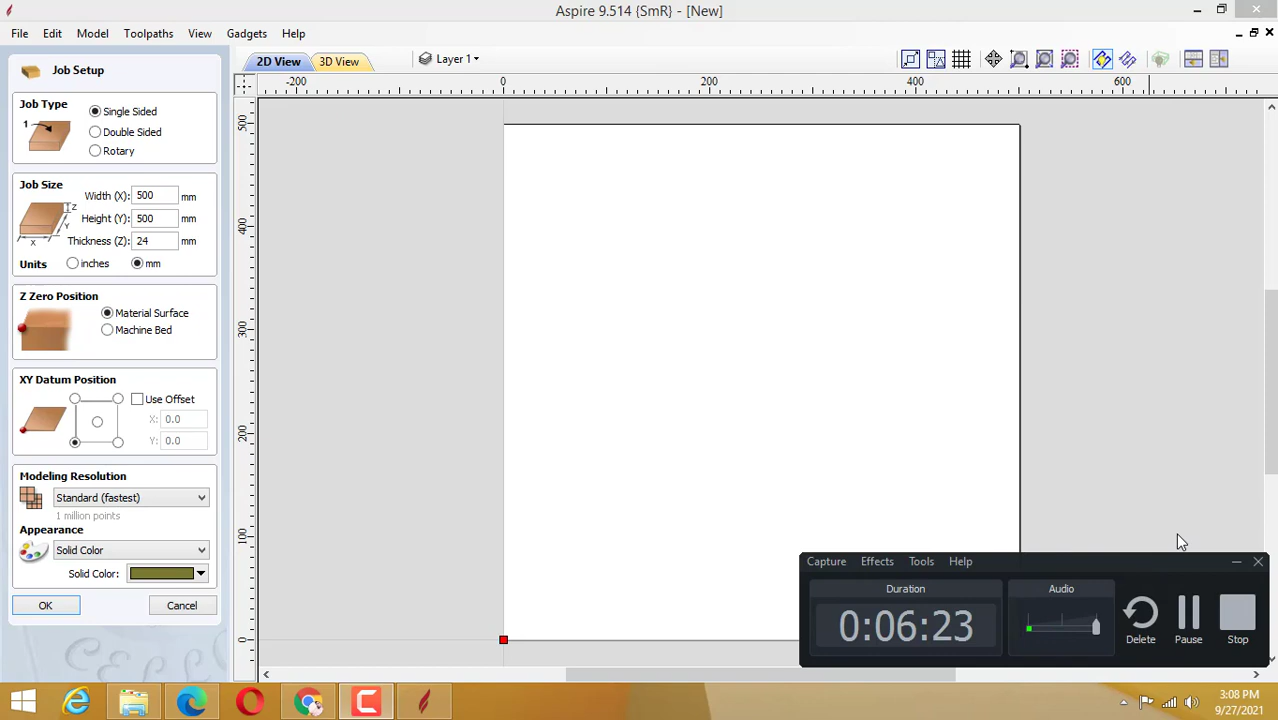 Aspire 9.514 {SmR} - [New]
File Edit Model Toolpaths View Gadgets Help
Job Setup
2D View 3D View Layer 1
-200 0 200 400 600
Job Type
1
Single Sided
Double Sided
Rotary
Job Size
Width (X): 500 mm
Height (Y): 500 mm
Thickness (Z): 24 mm
Z
Y
X
Units inches mm
Z Zero Position
Material Surface
Machine Bed
XY Datum Position
Use Offset
X: 0.0
Y: 0.0
Modeling Resolution
Standard (fastest)
1 million points
Appearance
Solid Color
Solid Color:
OK Cancel
500
400
300
200
100
0
Capture Effects Tools Help
Duration Audio
0:06:23
Delete Pause Stop
3:08 PM
9/27/2021